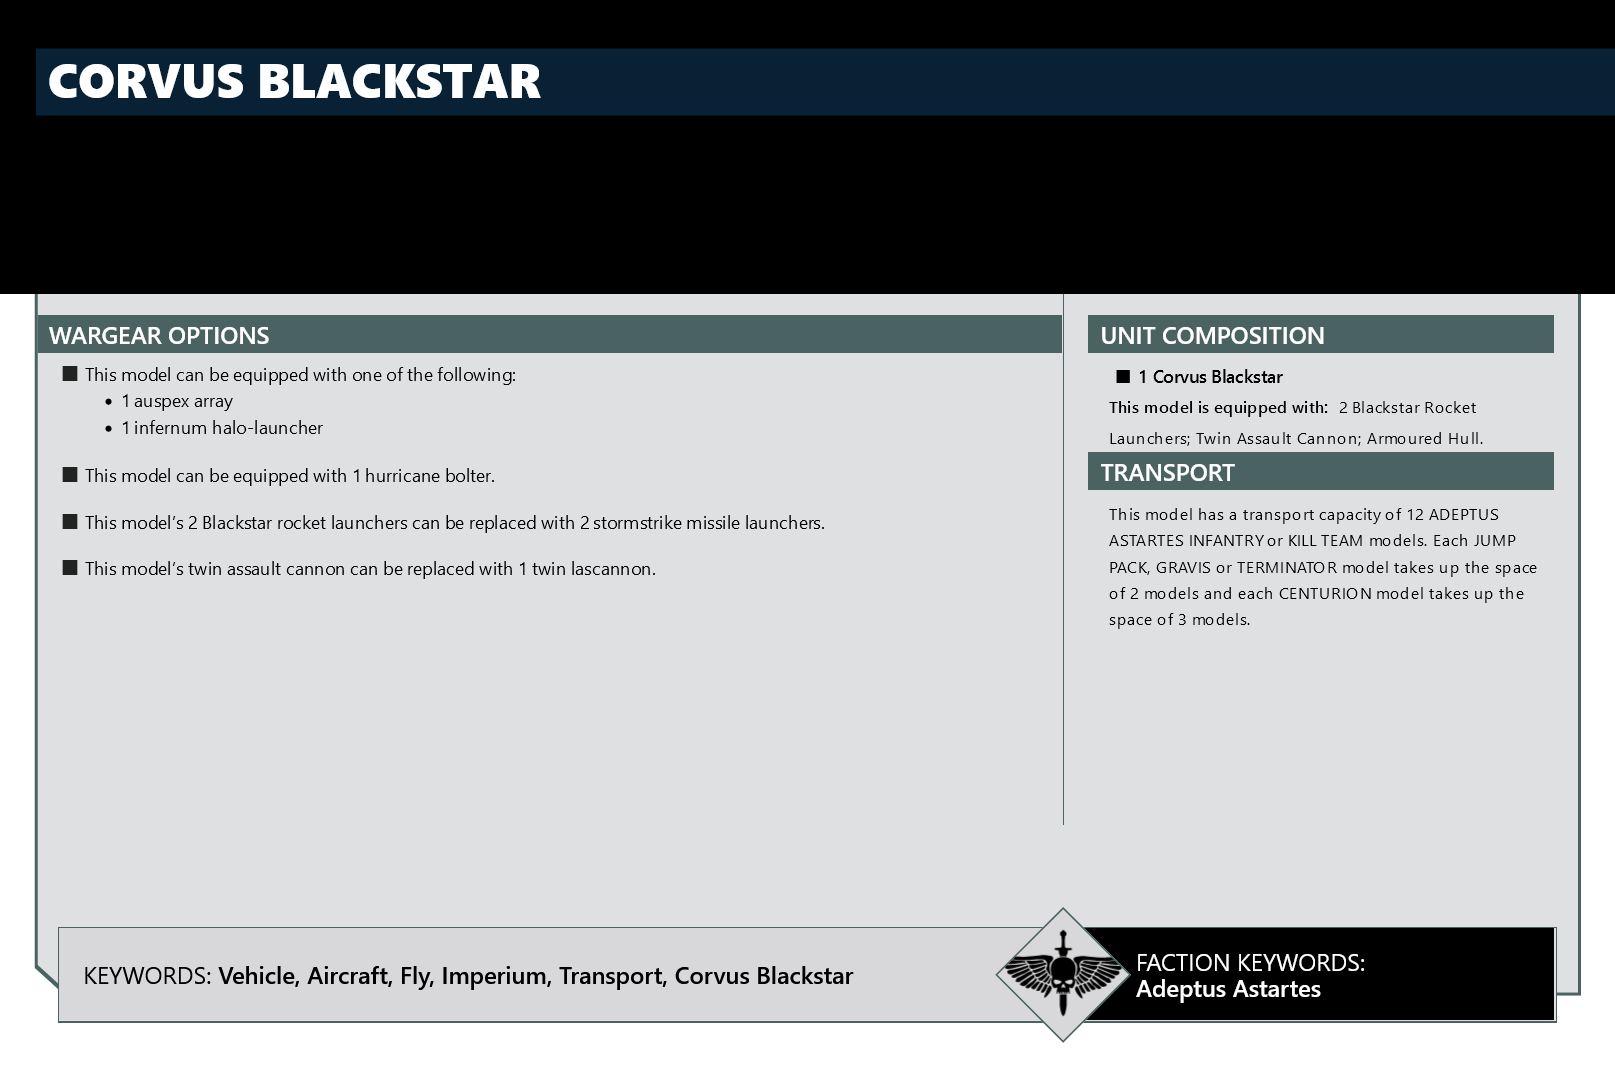 CORVUS BLACKSTAR
WARGEAR OPTIONS
■ This model can be equipped with one of the following:
• 1 auspex array
• 1 infernum halo-launcher
■ This model can be equipped with 1 hurricane bolter.
■ This model’s 2 Blackstar rocket launchers can be replaced with 2 stormstrike missile launchers.
■ This model’s twin assault cannon can be replaced with 1 twin lascannon.
UNIT COMPOSITION
■ 1 Corvus Blackstar
This model is equipped with: 2 Blackstar Rocket
Launchers; Twin Assault Cannon; Armoured Hull.
TRANSPORT
This model has a transport capacity of 12 ADEPTUS
ASTARTES INFANTRY or KILL TEAM models. Each JUMP
PACK, GRAVIS or TERMINATOR model takes up the space
of 2 models and each CENTURION model takes up the
space of 3 models.
KEYWORDS: Vehicle, Aircraft, Fly, Imperium, Transport, Corvus Blackstar
FACTION KEYWORDS:
Adeptus Astartes